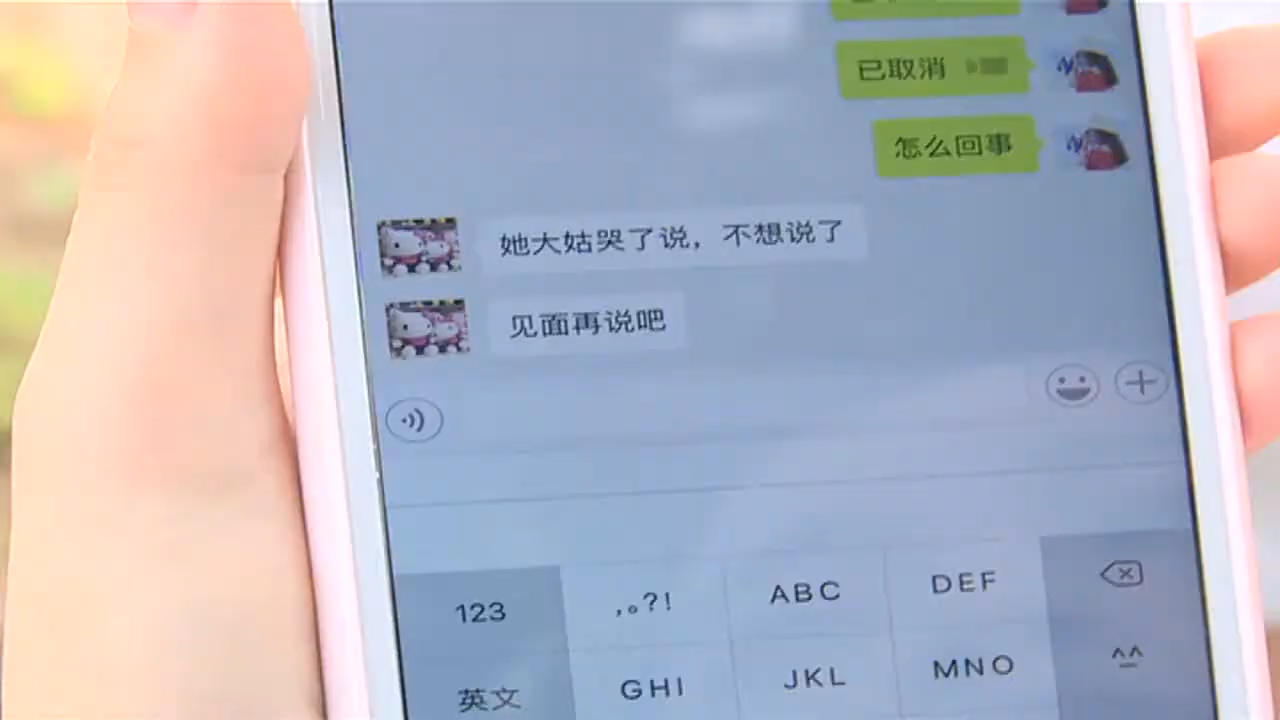 已取消
怎么回事
她大姑哭了说，不想说了
见面再说吧
123
,。?!
ABC
DEF
英文
GHI
JKL
MNO
^^